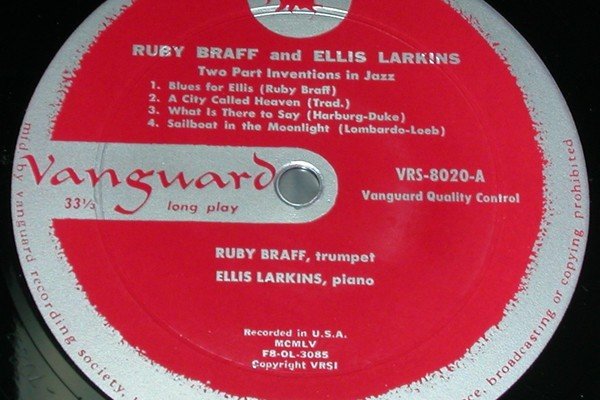 RUBY BRAFF and ELLIS LARKINS
Two Part Inventions in Jazz
1. Blues for Ellis (Ruby Braff)
2. A City Called Heaven (Trad.)
3. What Is There to Say (Harburg-Duke)
4. Sailboat in the Moonlight (Lombardo-Loeb)
Vanguard
33⅓ long play
VRS-8020-A
Vanguard Quality Control
RUBY BRAFF, trumpet
ELLIS LARKINS, piano
Recorded in U.S.A.
MCMLV
FB-OL-3085
Copyright VRSI
mfd by vanguard recording society,
broadcasting or copying prohibited